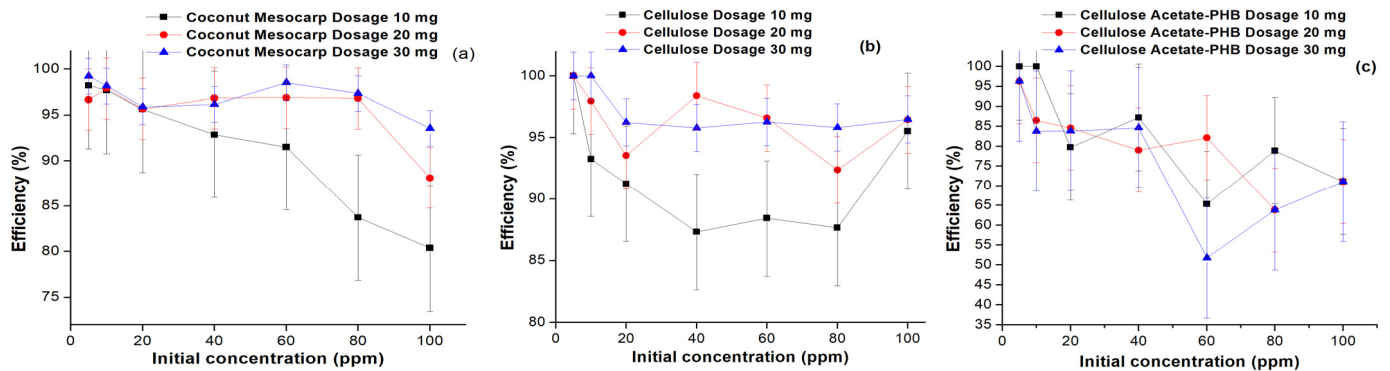 Coconut Mesocarp Dosage 10 mg
Coconut Mesocarp Dosage 20 mg
Coconut Mesocarp Dosage 30 mg
(a)
100
95
90
85
80
75
Efficiency (%)
0
20
40
60
80
100
Initial concentration (ppm)
Cellulose Dosage 10 mg
Cellulose Dosage 20 mg
Cellulose Dosage 30 mg
(b)
100
95
90
85
80
Efficiency (%)
0
20
40
60
80
100
Initial concentration (ppm)
Cellulose Acetate-PHB Dosage 10 mg
Cellulose Acetate-PHB Dosage 20 mg
Cellulose Acetate-PHB Dosage 30 mg
(c)
100
95
90
85
80
75
70
65
60
55
50
45
40
35
Efficiency (%)
0
20
40
60
80
100
Initial concentration (ppm)